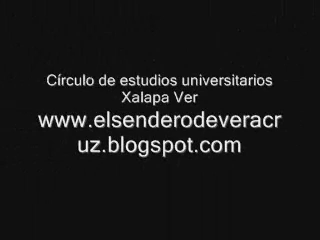 Círculo de estudios universitarios
Xalapa Ver
www.elsenderodeveracr
uz.blogspot.com